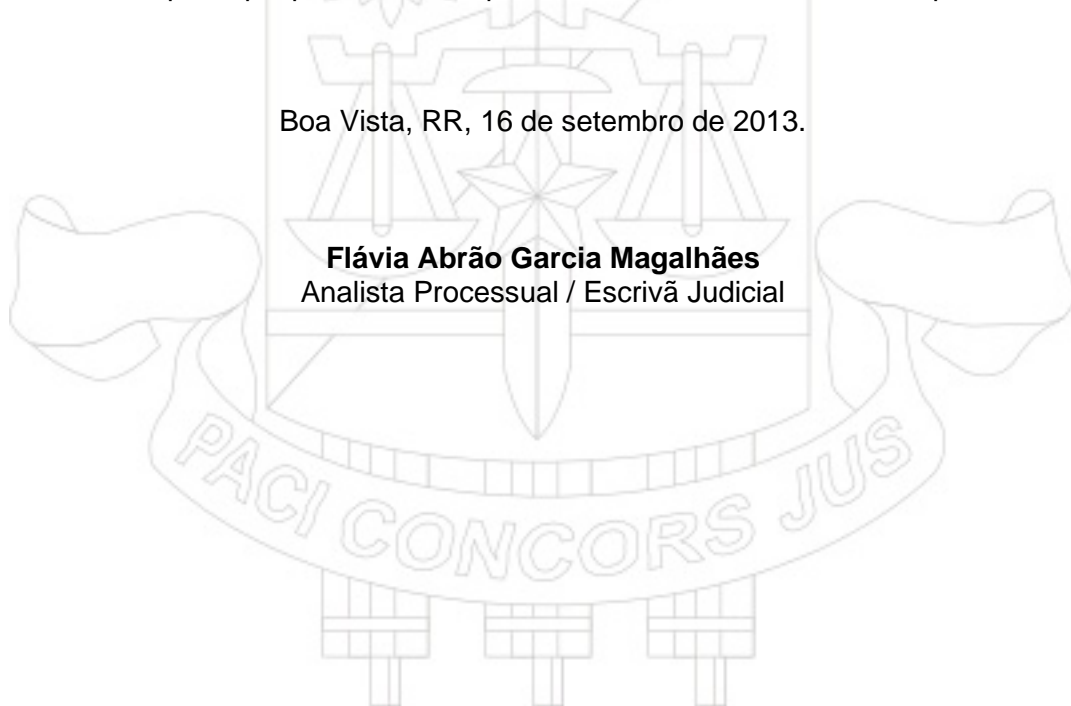 Boa Vista, RR, 16 de setembro de 2013.
Flávia Abrão Garcia Magalhães
Analista Processual / Escrivã Judicial
PACI CONCORS JUS